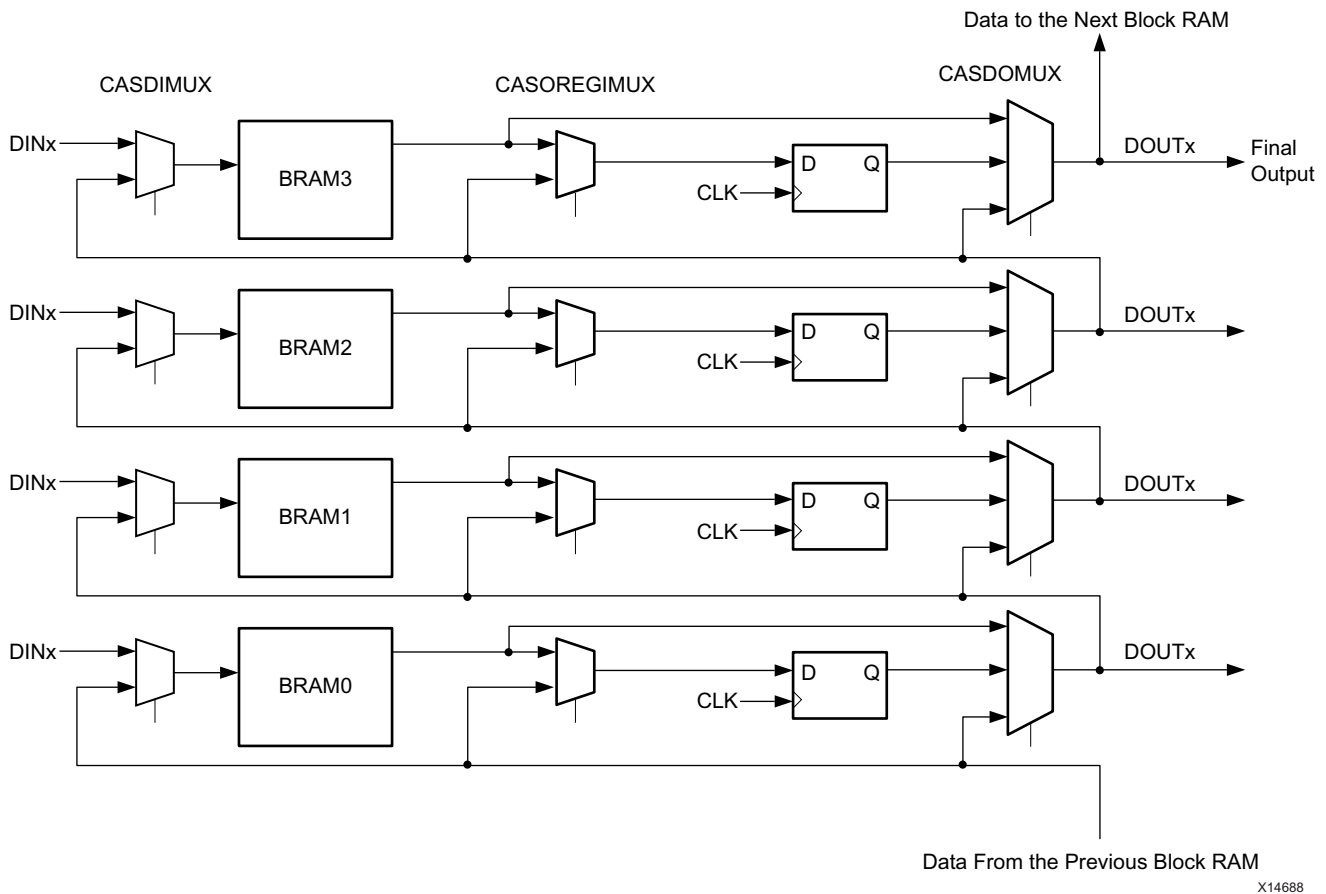 Data to the Next Block RAM
CASDIMUX
CASOREGIMUX
CASDOMUX
DINx
BRAM3
D
Q
CLK
DOUTx
Final
Output
DINx
BRAM2
D
Q
CLK
DOUTx
DINx
BRAM1
D
Q
CLK
DOUTx
DINx
BRAM0
D
Q
CLK
DOUTx
Data From the Previous Block RAM
X14688